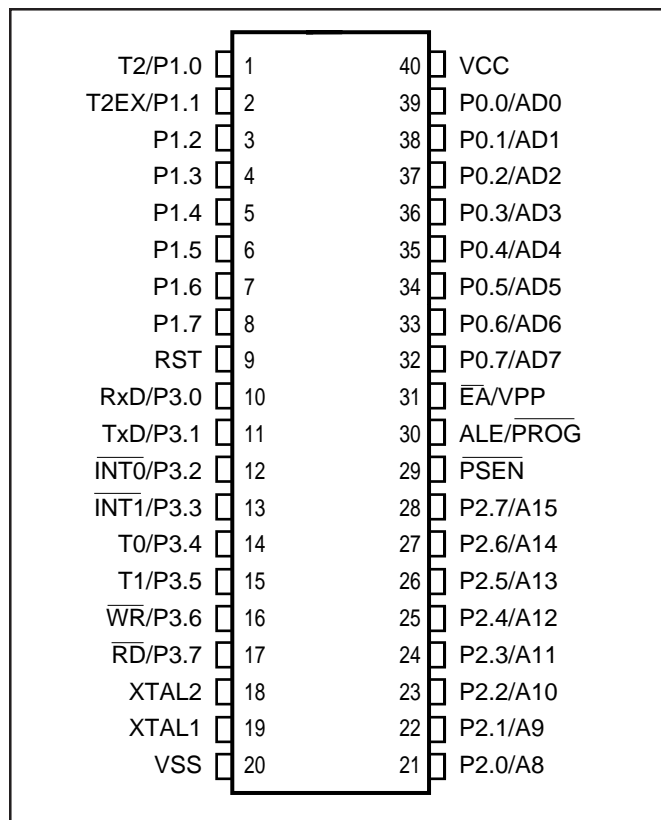 T2/P1.0 1 40 VCC
T2EX/P1.1 2 39 P0.0/AD0
P1.2 3 38 P0.1/AD1
P1.3 4 37 P0.2/AD2
P1.4 5 36 P0.3/AD3
P1.5 6 35 P0.4/AD4
P1.6 7 34 P0.5/AD5
P1.7 8 33 P0.6/AD6
RST 9 32 P0.7/AD7
RxD/P3.0 10 31 E̅A̅/VPP
TxD/P3.1 11 30 ALE/P̅R̅O̅G̅
I̅N̅T̅0̅/P3.2 12 29 P̅S̅E̅N̅
I̅N̅T̅1̅/P3.3 13 28 P2.7/A15
T0/P3.4 14 27 P2.6/A14
T1/P3.5 15 26 P2.5/A13
W̅R̅/P3.6 16 25 P2.4/A12
R̅D̅/P3.7 17 24 P2.3/A11
XTAL2 18 23 P2.2/A10
XTAL1 19 22 P2.1/A9
VSS 20 21 P2.0/A8